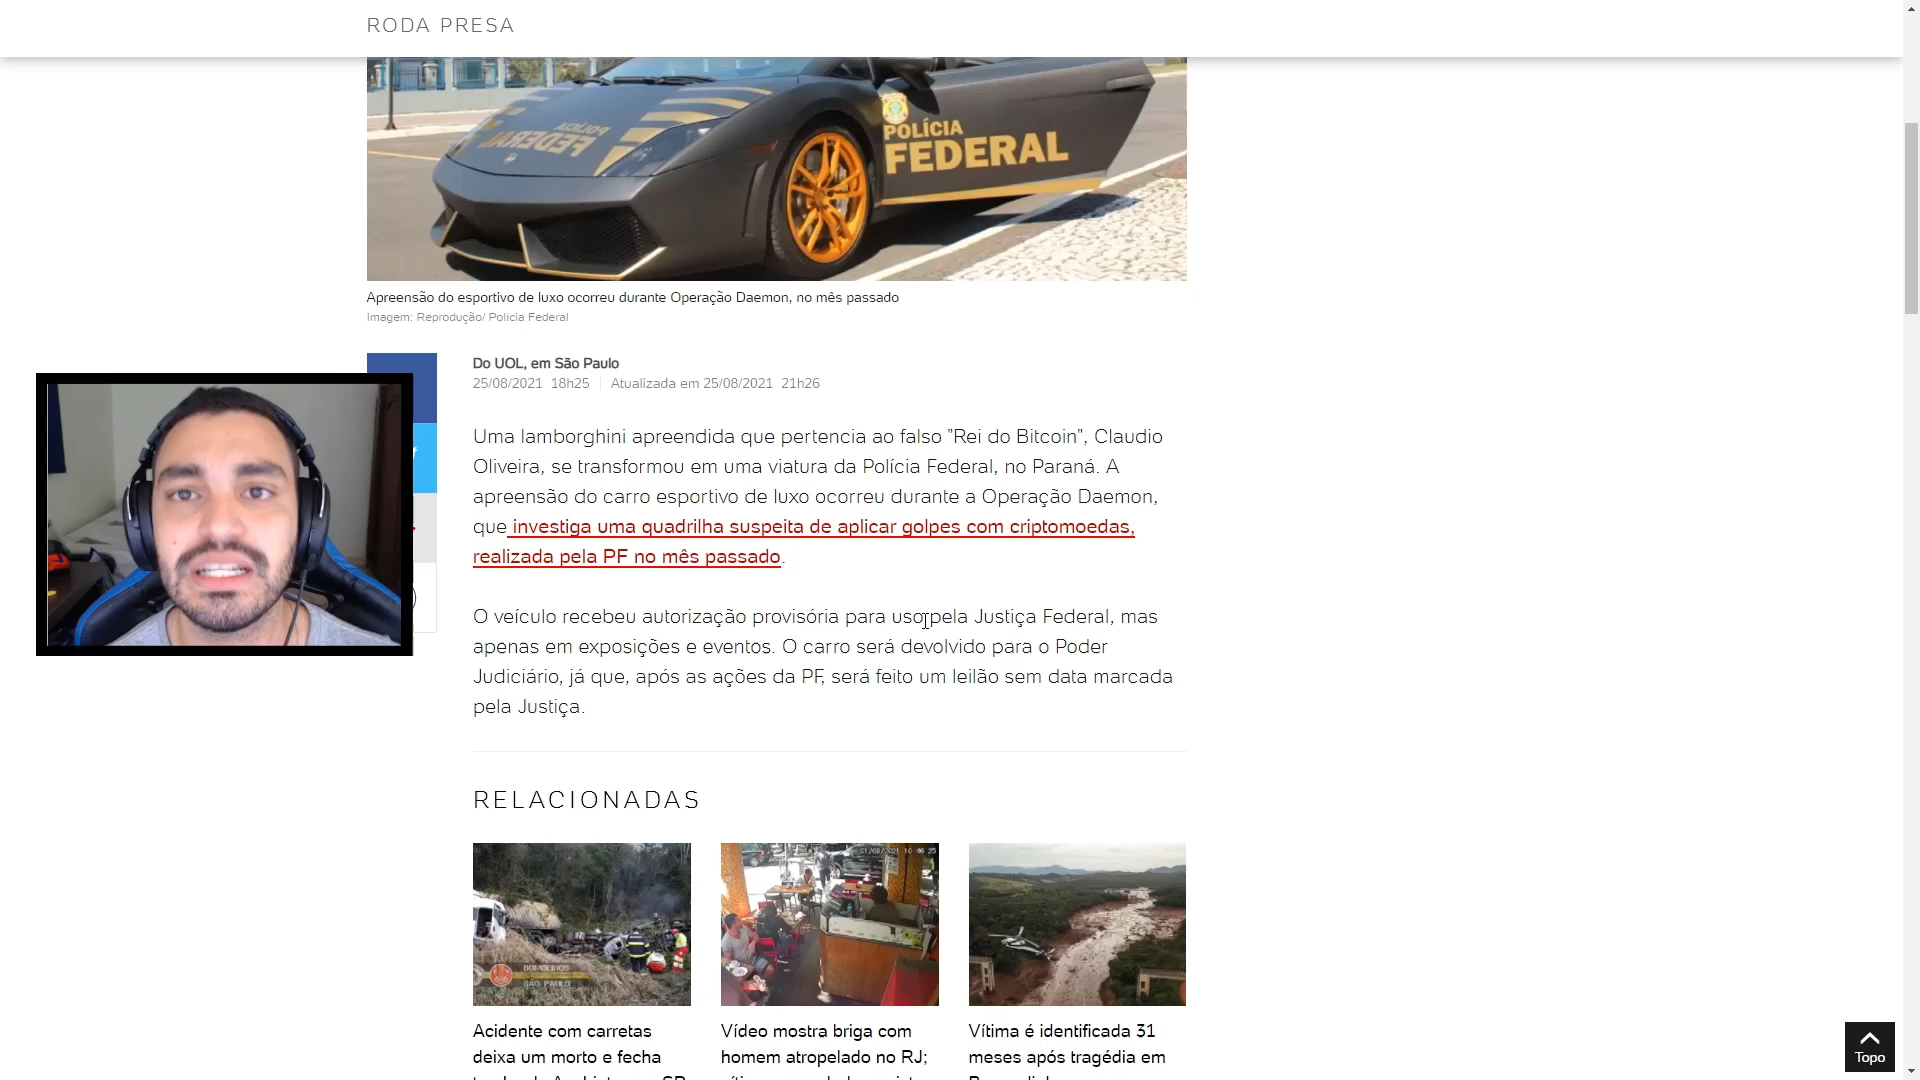 RODA PRESA
POLÍCIA
FEDERAL
POLÍCIA
FEDERAL
Apreensão do esportivo de luxo ocorreu durante Operação Daemon, no mês passado
Imagem: Reprodução/ Polícia Federal
Do UOL, em São Paulo
25/08/2021 18h25 Atualizada em 25/08/2021 21h26
Uma lamborghini apreendida que pertencia ao falso "Rei do Bitcoin", Claudio
Oliveira, se transformou em uma viatura da Polícia Federal, no Paraná. A
apreensão do carro esportivo de luxo ocorreu durante a Operação Daemon,
que investiga uma quadrilha suspeita de aplicar golpes com criptomoedas,
realizada pela PF no mês passado.
O veículo recebeu autorização provisória para uso pela Justiça Federal, mas
apenas em exposições e eventos. O carro será devolvido para o Poder
Judiciário, já que, após as ações da PF, será feito um leilão sem data marcada
pela Justiça.
RELACIONADAS
01/08/2021 10:46:25
BOMBEIROS
SÃO PAULO
Acidente com carretas
deixa um morto e fecha
Vídeo mostra briga com
homem atropelado no RJ;
Vítima é identificada 31
meses após tragédia em
Topo